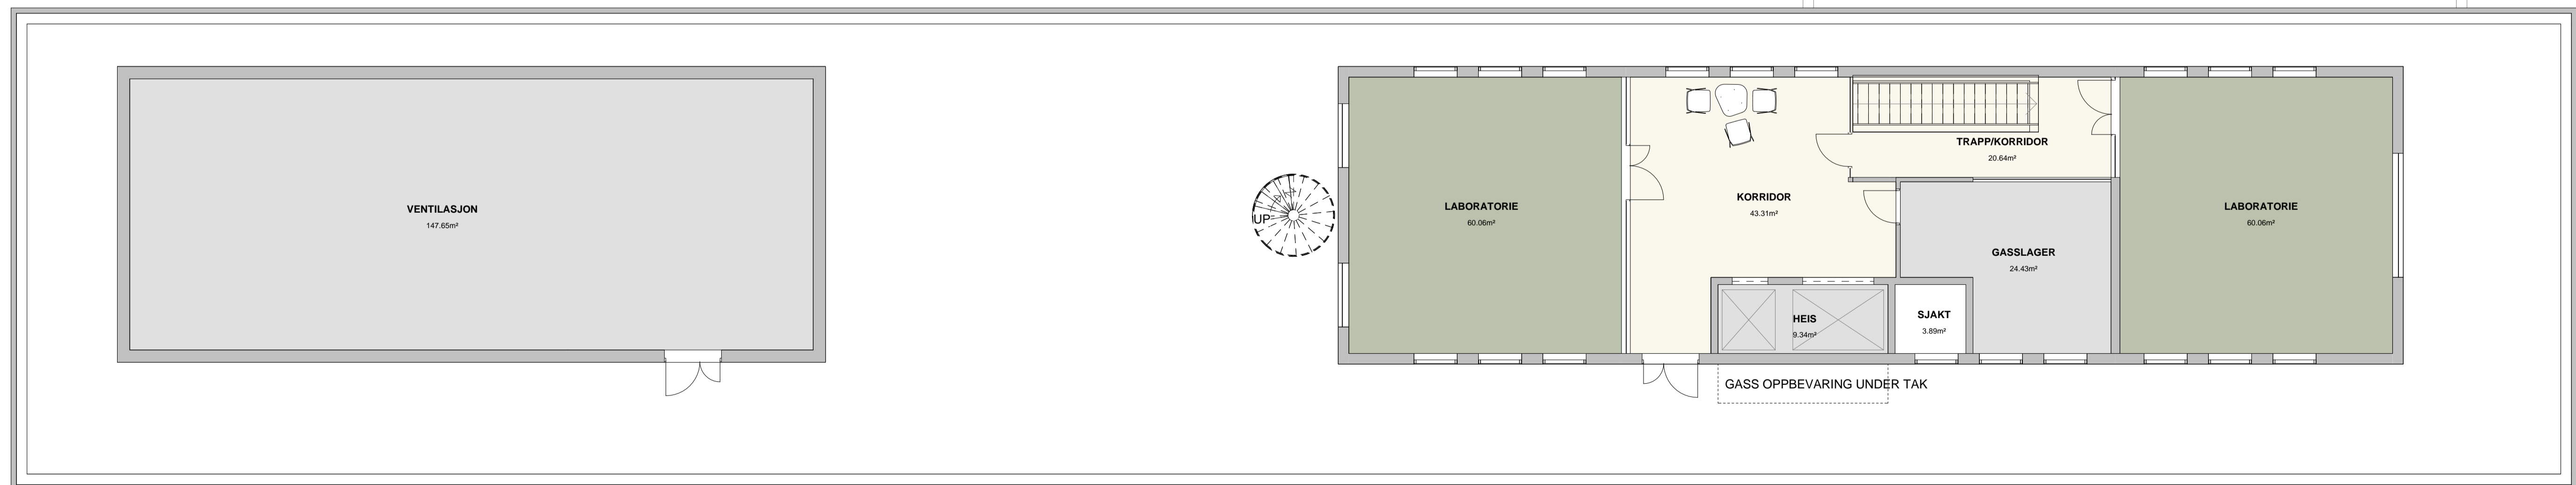 VENTILASJON
147.65m²
UP
LABORATORIE
60.06m²
KORRIDOR
43.31m²
TRAPP/KORRIDOR
20.64m²
GASSLAGER
24.43m²
HEIS
9.34m²
SJAKT
3.89m²
LABORATORIE
60.06m²
GASS OPPBEVARING UNDER TAK